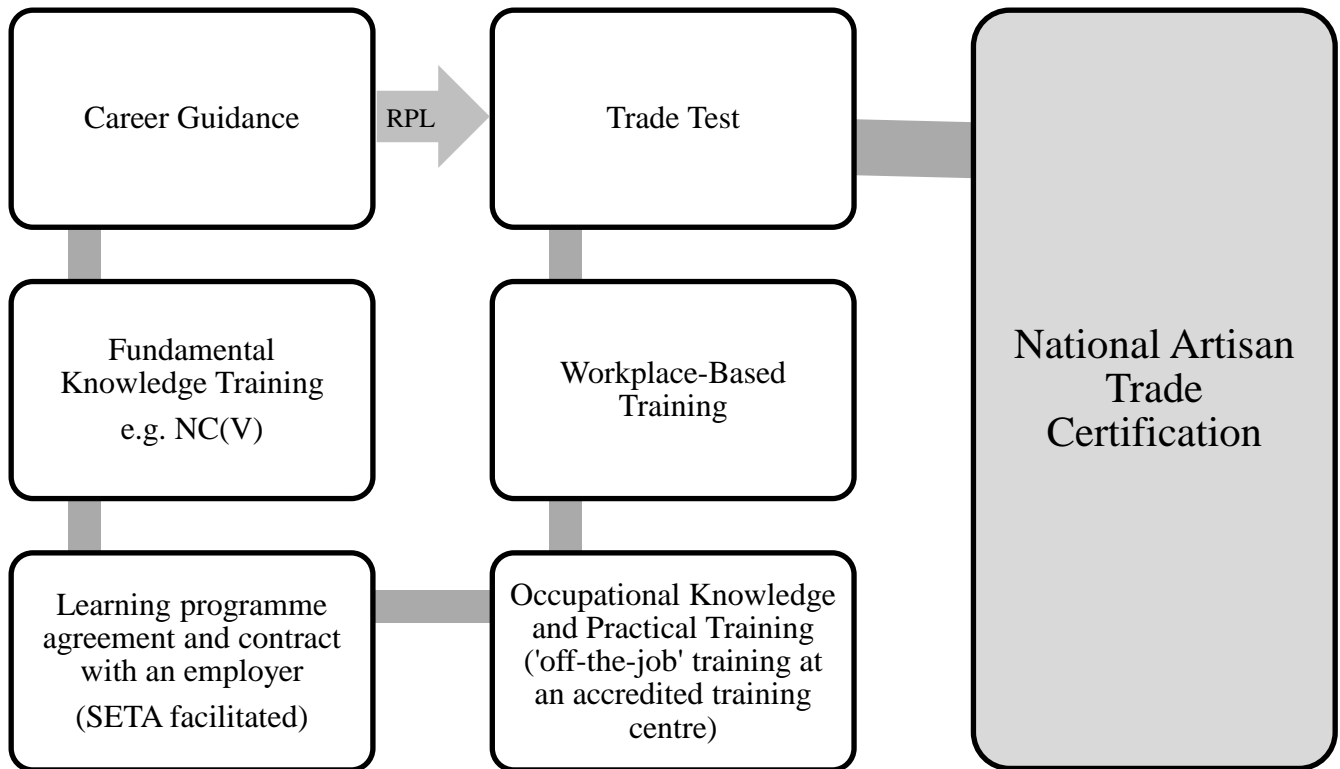 Career Guidance
RPL
Trade Test
Fundamental
Knowledge Training
e.g. NC(V)
Workplace-Based
Training
National Artisan
Trade
Certification
Learning programme
agreement and contract
with an employer
(SETA facilitated)
Occupational Knowledge
and Practical Training
('off-the-job' training at
an accredited training
centre)